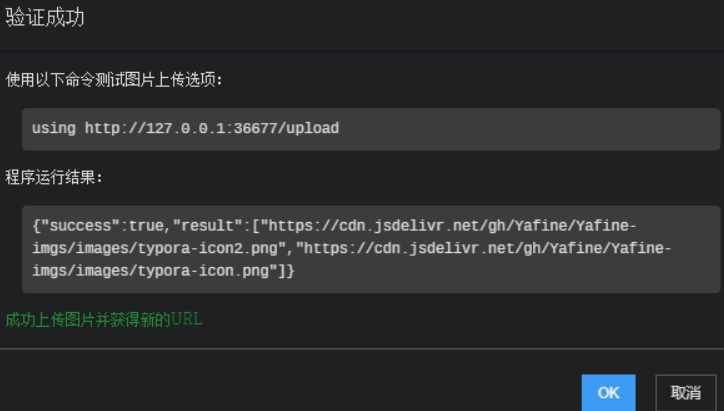 验证成功
使用以下命令测试图片上传选项:
using http://127.0.0.1:36677/upload
程序运行结果:
{"success":true,"result":["https://cdn.jsdelivr.net/gh/Yafine/Yafine-
imgs/images/typora-icon2.png","https://cdn.jsdelivr.net/gh/Yafine/Yafine-
imgs/images/typora-icon.png"]}
成功上传图片并获得新的URL
OK 取消